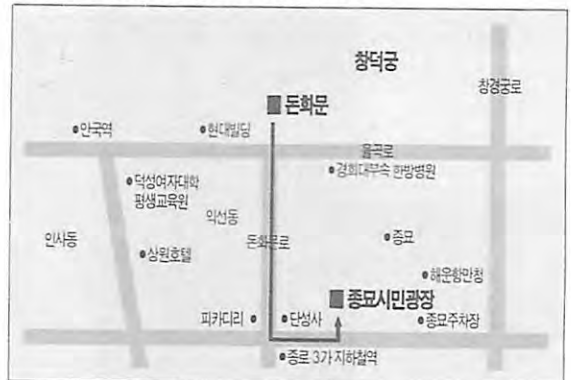 창덕궁
창경궁로
돈화문
안국역
현대빌딩
율곡로
경희대부속 한방병원
덕성여자대학
평생교육원
익선동
인사동
돈화문로
종묘
상원호텔
해운항만청
종묘시민광장
피카디리
단성사
종묘주차장
종로 3가 지하철역